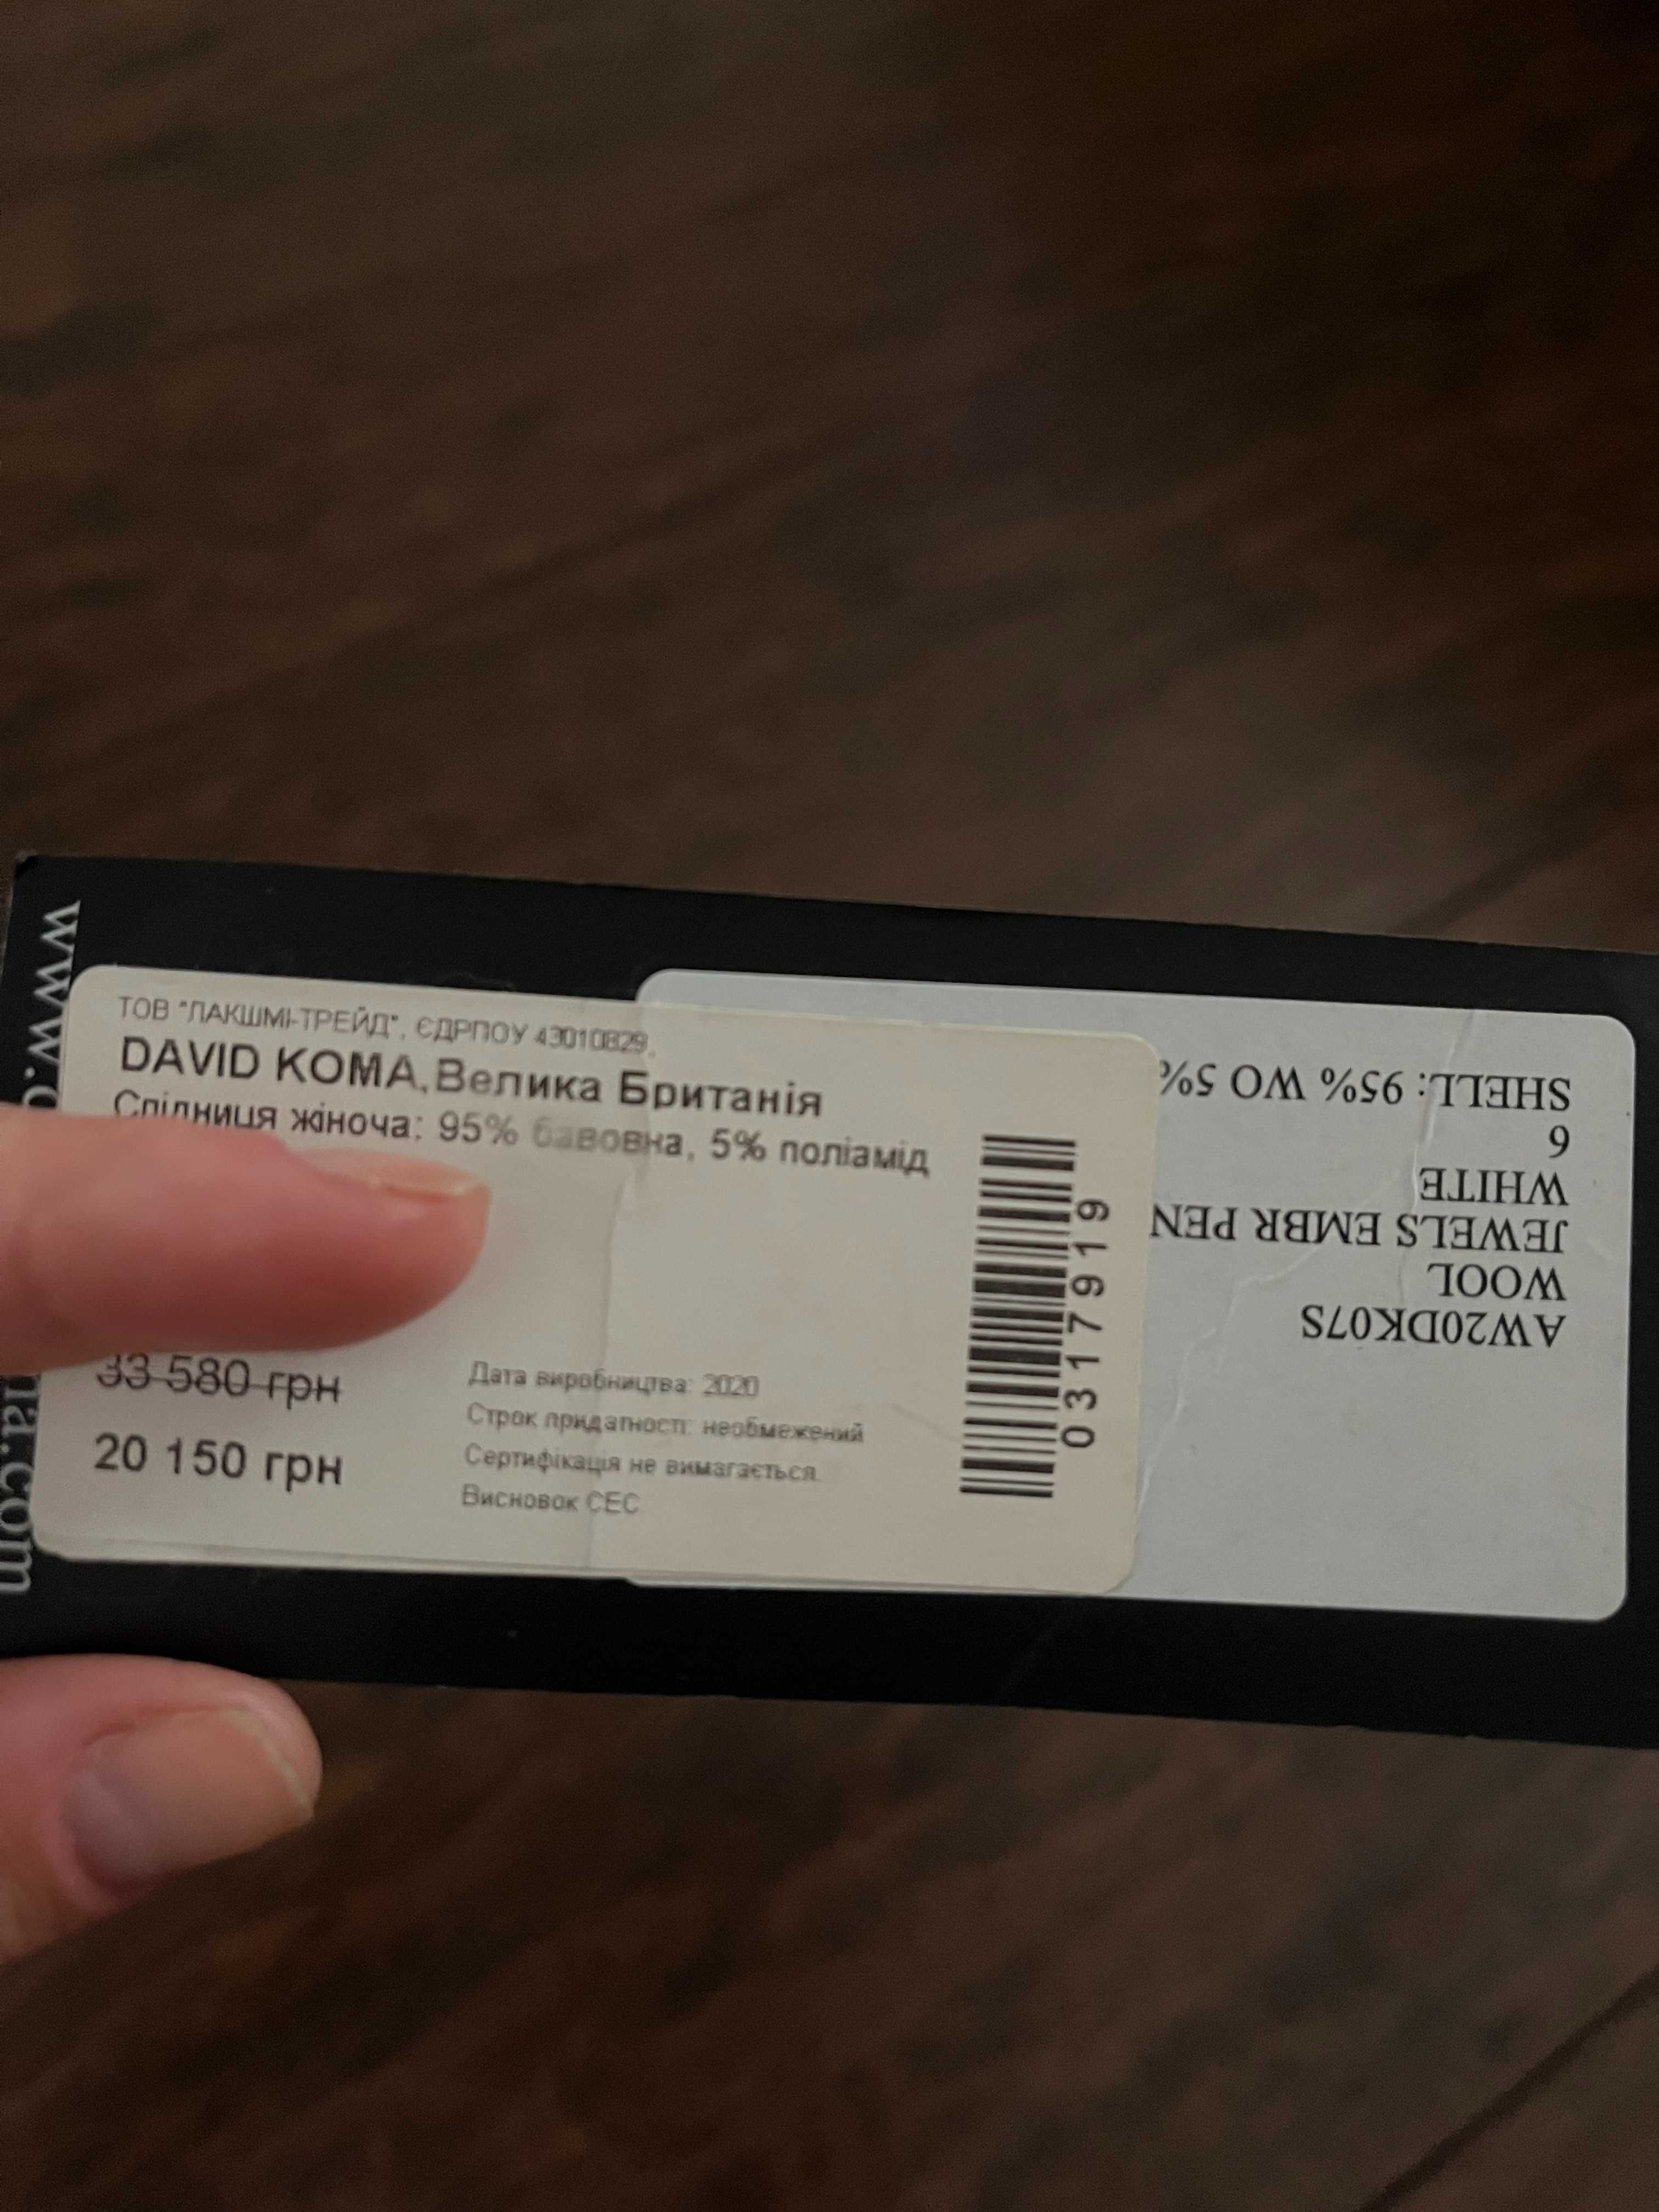 ТОВ "ЛАКШМІ-ТРЕЙД", ЄДРПОУ 43010829,
DAVID KOMA,Велика Британія
Спідниця жіноча: 95% бавовна, 5% поліамід
33 580 грн
20 150 грн
Дата виробництва: 2020
Строк придатності: необмежений
Сертифікація не вимагається.
Висновок СЕС
0317919
AW20DK07S
WOOL
JEWELS EMBR PEN
WHITE
6
SHELL: 95% WO 5%
www.
.com